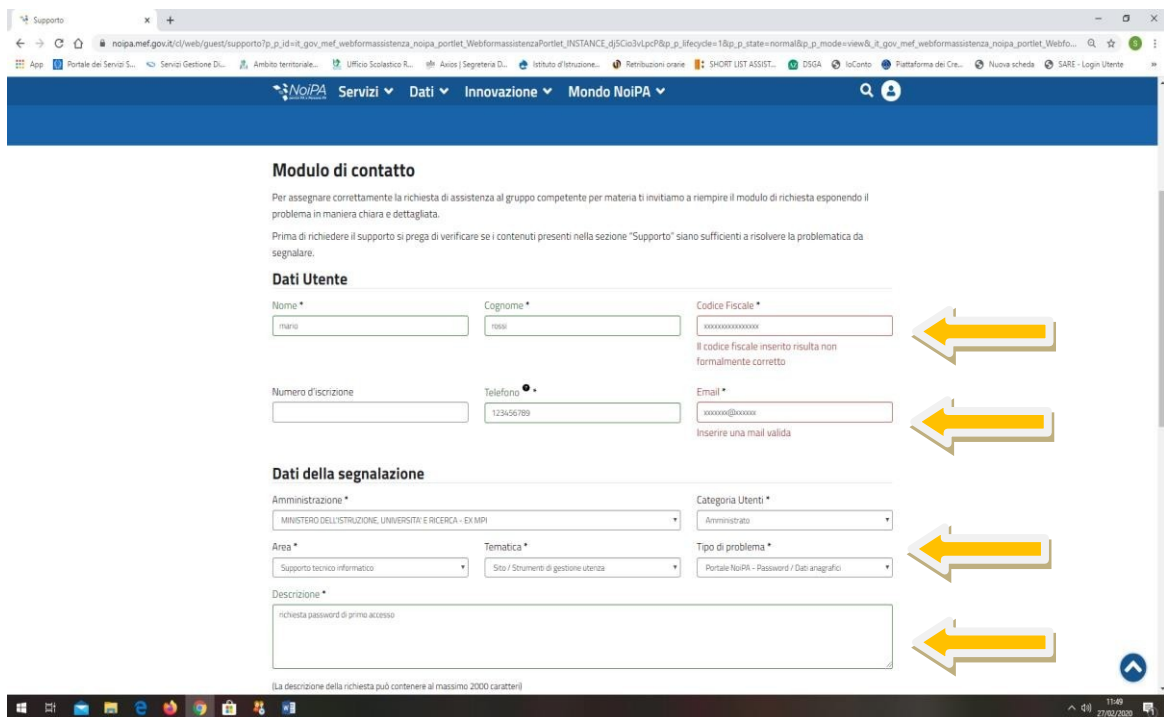 Supporto
noipa.mef.gov.it/cl/web/guest/supporto?p_p_id=it_gov_mef_webformassistenza_noipa_portlet_WebformassistenzaPortlet_INSTANCE_dj5Cio3vLpcP&p_p_lifecycle=1&p_p_state=normal&p_p_mode=view&_it_gov_mef_webformassistenza_noipa_portlet_Webfo...
App Portale dei Servizi S... Servizi Gestione Di... Ambito territoriale... Ufficio Scolastico R... Axios | Segreteria D... Istituto d'Istruzione... Retribuzioni orarie SHORT LIST ASSIST... DSGA IoConto Piattaforma dei Cre... Nuova scheda SARE - Login Utente »
NoiPA Servizi Dati Innovazione Mondo NoiPA
Modulo di contatto
Per assegnare correttamente la richiesta di assistenza al gruppo competente per materia ti invitiamo a riempire il modulo di richiesta esponendo il
problema in maniera chiara e dettagliata.
Prima di richiedere il supporto si prega di verificare se i contenuti presenti nella sezione "Supporto" siano sufficienti a risolvere la problematica da
segnalare.
Dati Utente
Nome * Cognome * Codice Fiscale *
mario rossi xxxxxxxxxxxxxxxx
Il codice fiscale inserito risulta non
formalmente corretto
Numero d'iscrizione Telefono * Email *
123456789 xxxxxxx@xxxxxx
Inserire una mail valida
Dati della segnalazione
Amministrazione * Categoria Utenti *
MINISTERO DELL'ISTRUZIONE, UNIVERSITA' E RICERCA - EX MPI Amministrato
Area * Tematica * Tipo di problema *
Supporto tecnico informatico Sito / Strumenti di gestione utenza Portale NoiPA - Password / Dati anagrafici
Descrizione *
richiesta password di primo accesso
(La descrizione della richiesta può contenere al massimo 2000 caratteri)
11:49
27/02/2020